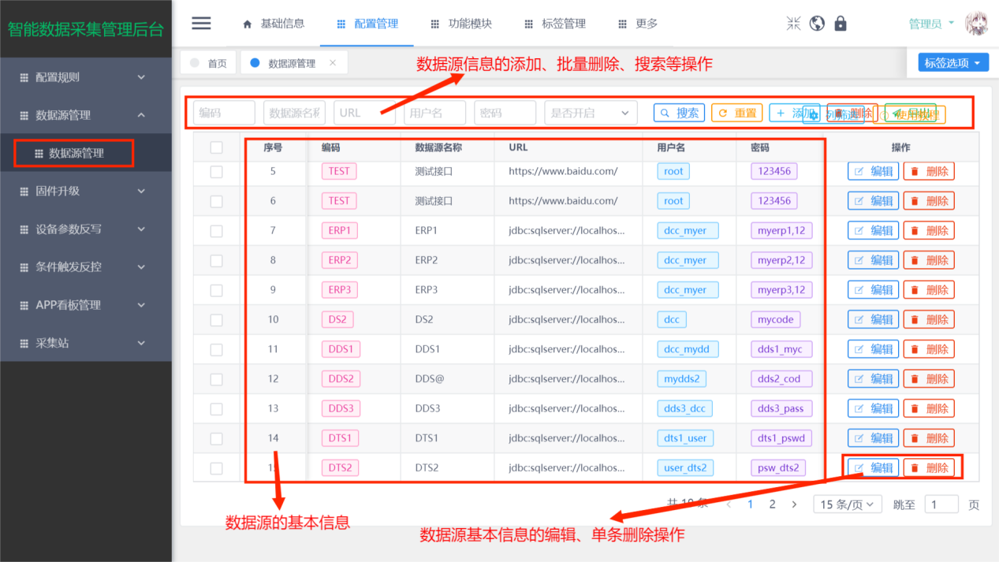 智能数据采集管理后台
基础信息 配置管理 功能模块 标签管理 更多 管理员
首页 数据源管理 × 标签选项
数据源信息的添加、批量删除、搜索等操作
配置规则
数据源管理
数据源管理
固件升级
设备参数反写
条件触发反控
APP看板管理
采集站
编码 数据源名称 URL 用户名 密码 是否开启 搜索 重置 添加 删除 使用教程
序号 编码 数据源名称 URL 用户名 密码 操作
5 TEST 测试接口 https://www.baidu.com/ root 123456 编辑 删除
6 TEST 测试接口 https://www.baidu.com/ root 123456 编辑 删除
7 ERP1 ERP1 jdbc:sqlserver://localhos... dcc_myer myerp1,12 编辑 删除
8 ERP2 ERP2 jdbc:sqlserver://localhos... dcc_myer myerp2,12 编辑 删除
9 ERP3 ERP3 jdbc:sqlserver://localhos... dcc_myer myerp3,12 编辑 删除
10 DS2 DS2 jdbc:sqlserver://localhos... dcc mycode 编辑 删除
11 DDS1 DDS1 jdbc:sqlserver://localhos... dcc_mydd dds1_myc 编辑 删除
12 DDS2 DDS@ jdbc:sqlserver://localhos... mydds2 dds2_cod 编辑 删除
13 DDS3 DDS3 jdbc:sqlserver://localhos... dds3_dcc dds3_pass 编辑 删除
14 DTS1 DTS1 jdbc:sqlserver://localhos... dts1_user dts1_pswd 编辑 删除
15 DTS2 DTS2 jdbc:sqlserver://localhos... user_dts2 psw_dts2 编辑 删除
1 2 15 条/页 跳至 1 页
数据源的基本信息
数据源基本信息的编辑、单条删除操作